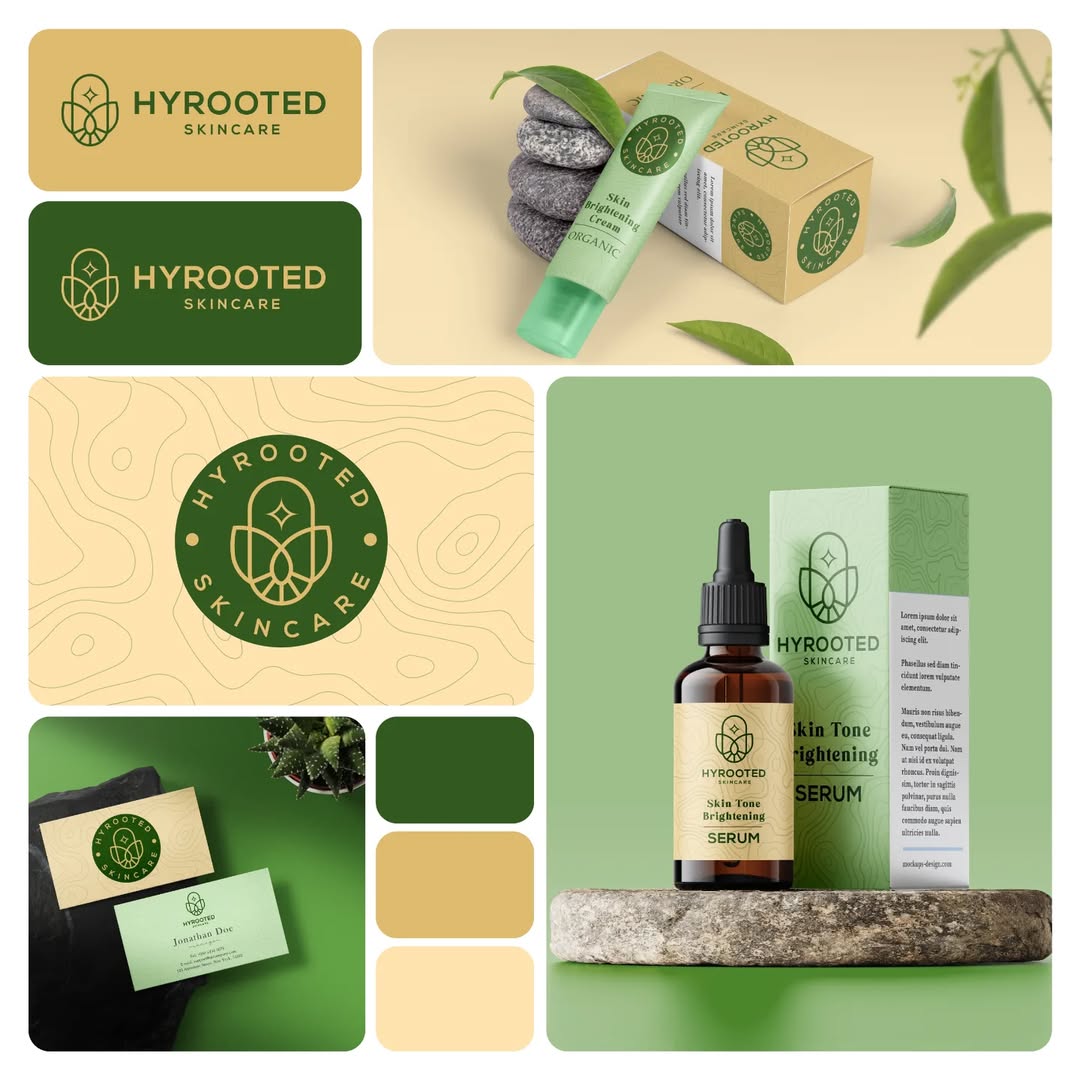 HYROOTED
SKINCARE
HYROOTED
SKINCARE
HYROOTED
SKINCARE
Skin
Brightening
Cream
ORGANIC
HYROOTED
SKINCARE
HYROOTED
SKINCARE
HYROOTED
SKINCARE
HYROOTED
SKINCARE
Skin Tone
Brightening
SERUM
Lorem ipsum dolor sit
amet, consectetur adip-
iscing elit.
Phasellus sed diam tin-
cidunt lorem vulputate
elementum.
Mauris non risus biben-
dum, vestibulum augue
eu, consequat ligula.
Nam vel porta dui. Nam
ut nisl id ex volutpat
rhoncus. Proin dignis-
sim, tortor in sagittis
pulvinar, purus nulla
faucibus diam, quis
commodo augue sapien
ultricies nulla.
mockups-design.com
HYROOTED
SKINCARE
Skin Tone
Brightening
SERUM
HYROOTED
SKINCARE
HYROOTED
Jonathan Doe